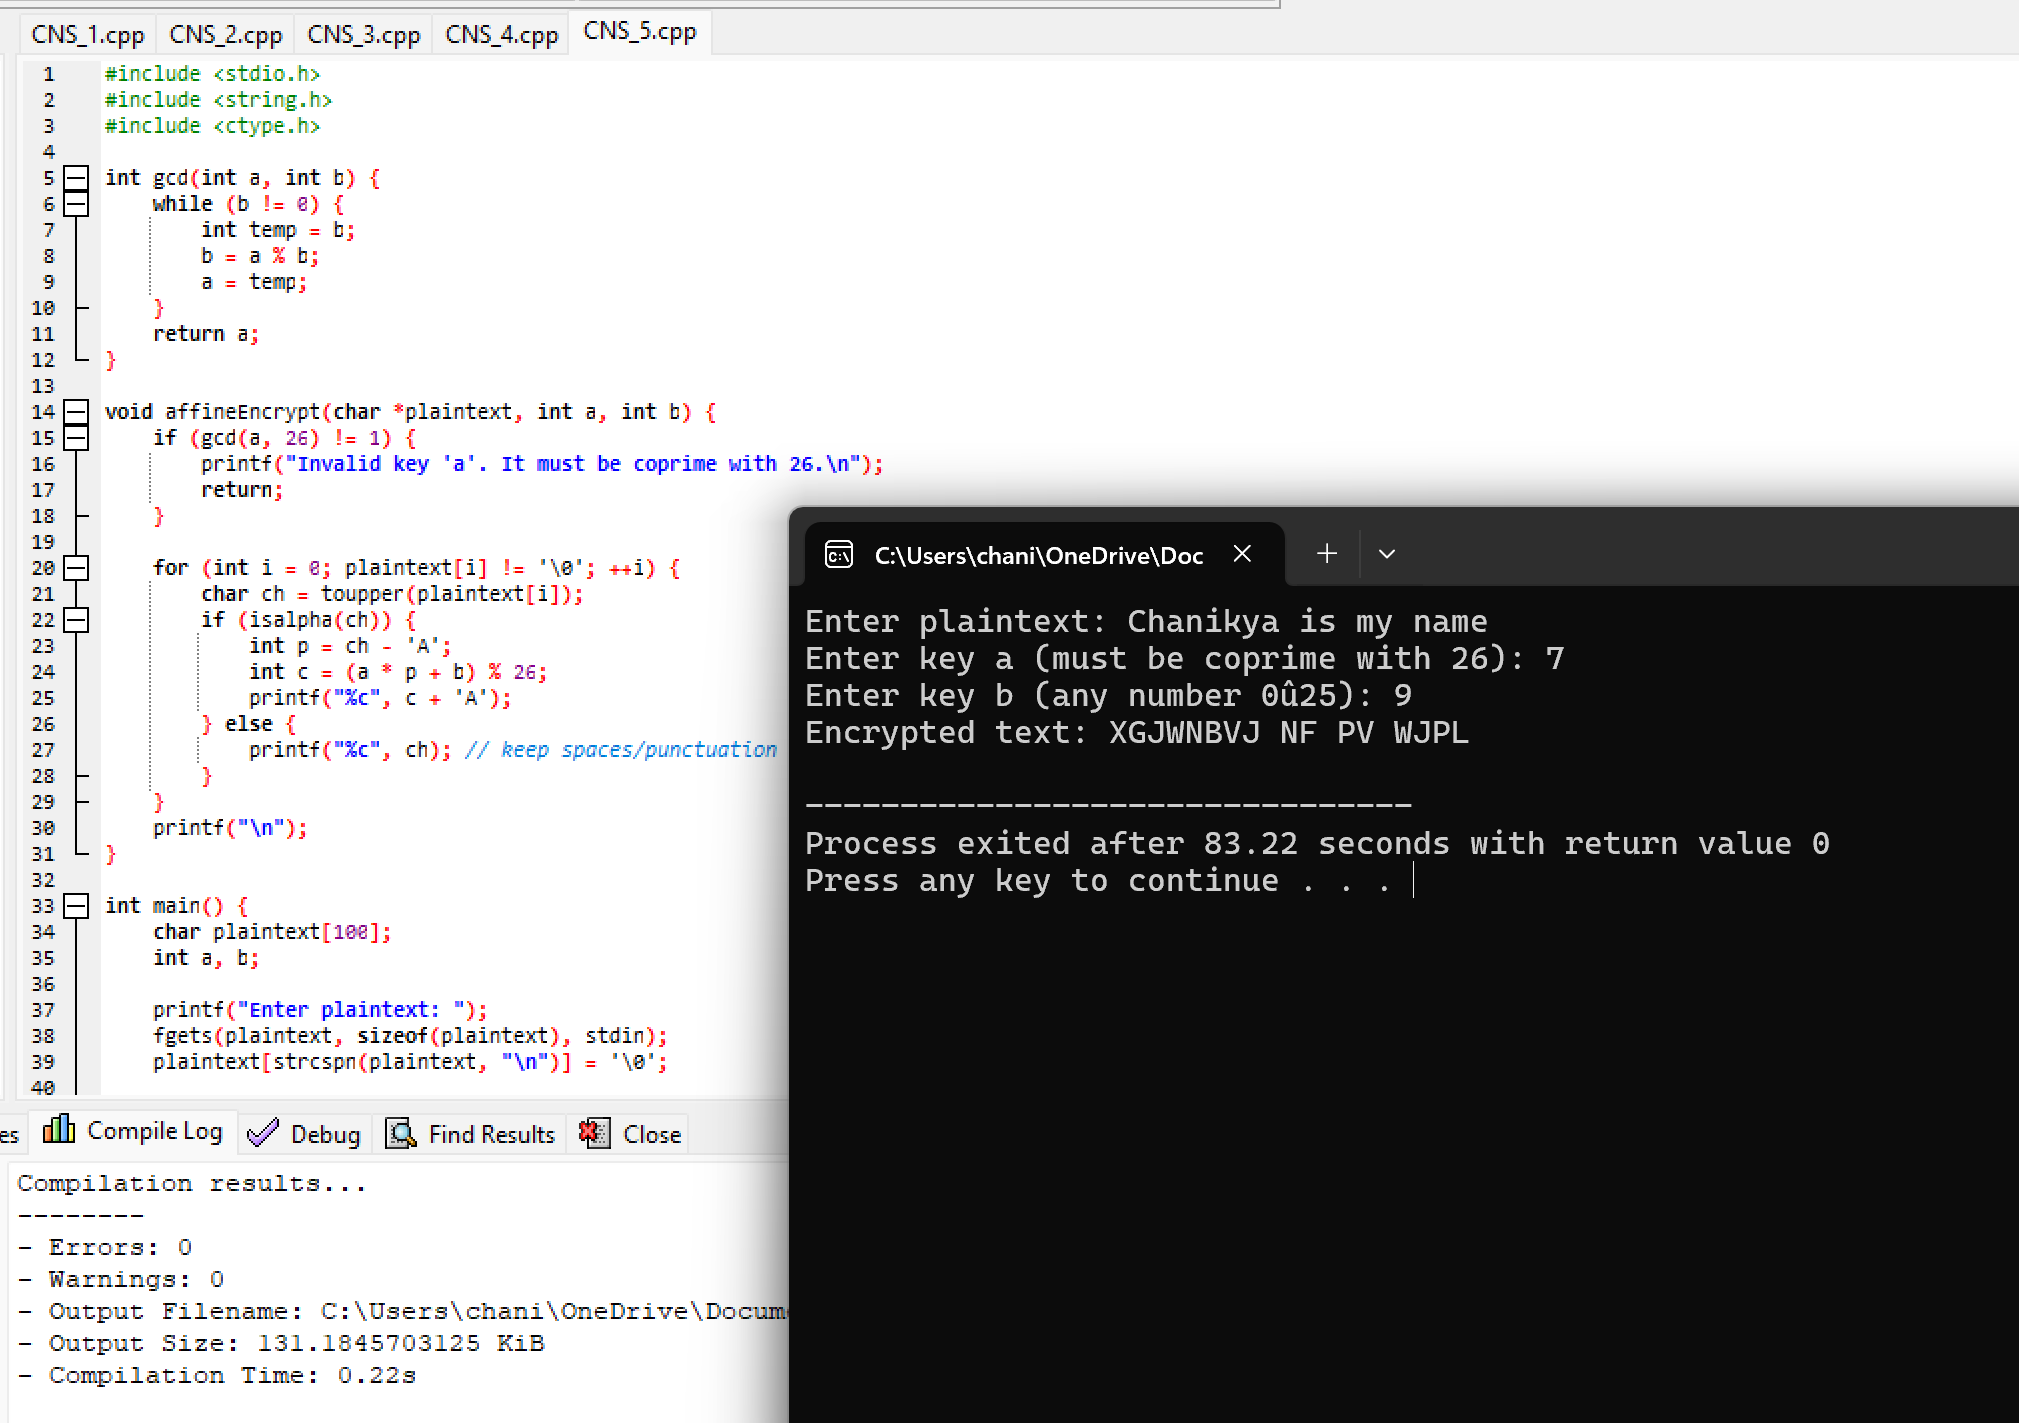 CNS_1.cpp CNS_2.cpp CNS_3.cpp CNS_4.cpp CNS_5.cpp
1 #include <stdio.h>
2 #include <string.h>
3 #include <ctype.h>
4
5 int gcd(int a, int b) {
6 while (b != 0) {
7 int temp = b;
8 b = a % b;
9 a = temp;
10 }
11 return a;
12 }
13
14 void affineEncrypt(char *plaintext, int a, int b) {
15 if (gcd(a, 26) != 1) {
16 printf("Invalid key 'a'. It must be coprime with 26.\n");
17 return;
18 }
19
20 for (int i = 0; plaintext[i] != '\0'; ++i) {
21 char ch = toupper(plaintext[i]);
22 if (isalpha(ch)) {
23 int p = ch - 'A';
24 int c = (a * p + b) % 26;
25 printf("%c", c + 'A');
26 } else {
27 printf("%c", ch); // keep spaces/punctuation
28 }
29 }
30 printf("\n");
31 }
32
33 int main() {
34 char plaintext[100];
35 int a, b;
36
37 printf("Enter plaintext: ");
38 fgets(plaintext, sizeof(plaintext), stdin);
39 plaintext[strcspn(plaintext, "\n")] = '\0';
40
C:\Users\chani\OneDrive\Doc
Enter plaintext: Chanikya is my name
Enter key a (must be coprime with 26): 7
Enter key b (any number 0û25): 9
Encrypted text: XGJWNBVJ NF PV WJPL
--------------------------------
Process exited after 83.22 seconds with return value 0
Press any key to continue . . .
es Compile Log Debug Find Results Close
Compilation results...
--------
- Errors: 0
- Warnings: 0
- Output Filename: C:\Users\chani\OneDrive\Docum
- Output Size: 131.1845703125 KiB
- Compilation Time: 0.22s